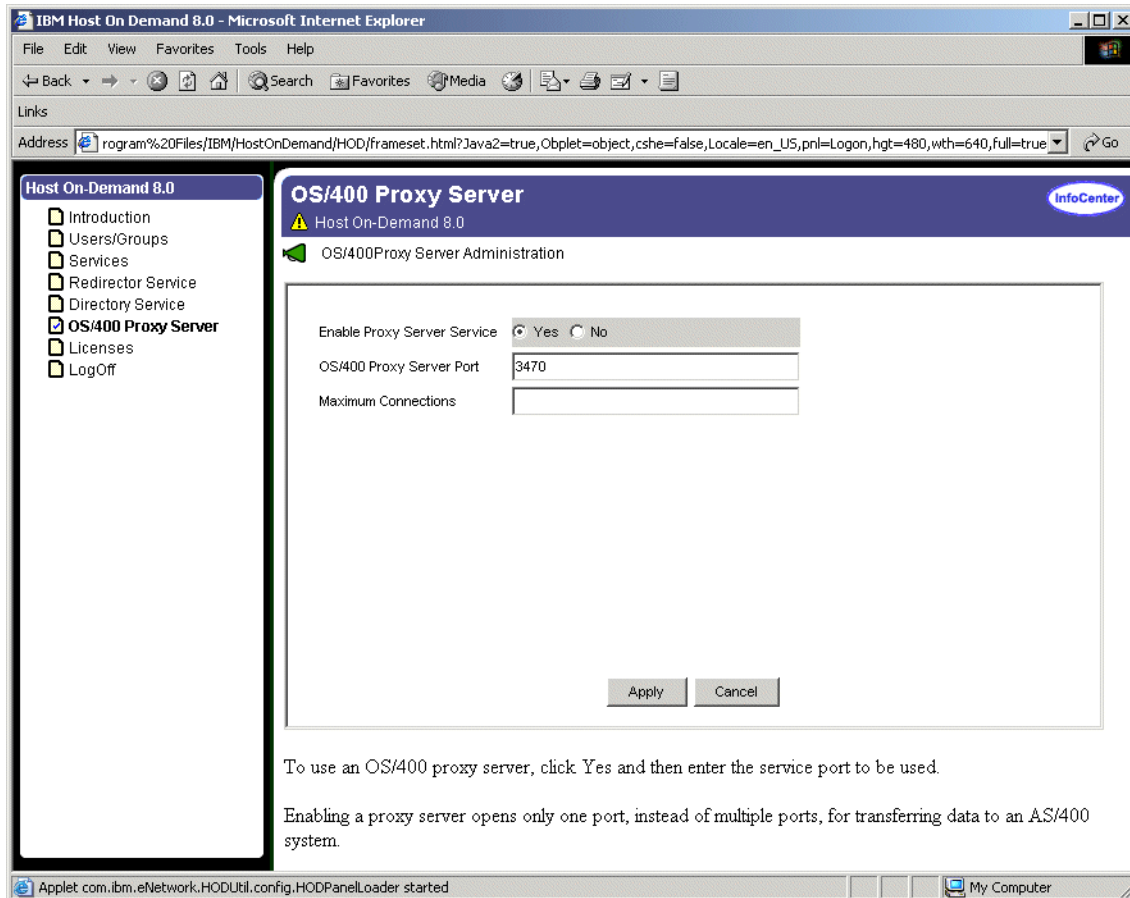 IBM Host On Demand 8.0 - Microsoft Internet Explorer
File Edit View Favorites Tools Help
Back Search Favorites Media
Links
Address rogram%20Files/IBM/HostOnDemand/HOD/frameset.html?Java2=true,Obplet=object,cshe=false,Locale=en_US,pnl=Logon,hgt=480,wth=640,full=true Go
Host On-Demand 8.0
Introduction
Users/Groups
Services
Redirector Service
Directory Service
OS/400 Proxy Server
Licenses
LogOff
OS/400 Proxy Server
InfoCenter
Host On-Demand 8.0
OS/400Proxy Server Administration
Enable Proxy Server Service Yes No
OS/400 Proxy Server Port 3470
Maximum Connections
Apply Cancel
To use an OS/400 proxy server, click Yes and then enter the service port to be used.
Enabling a proxy server opens only one port, instead of multiple ports, for transferring data to an AS/400
system.
Applet com.ibm.eNetwork.HODUtil.config.HODPanelLoader started My Computer